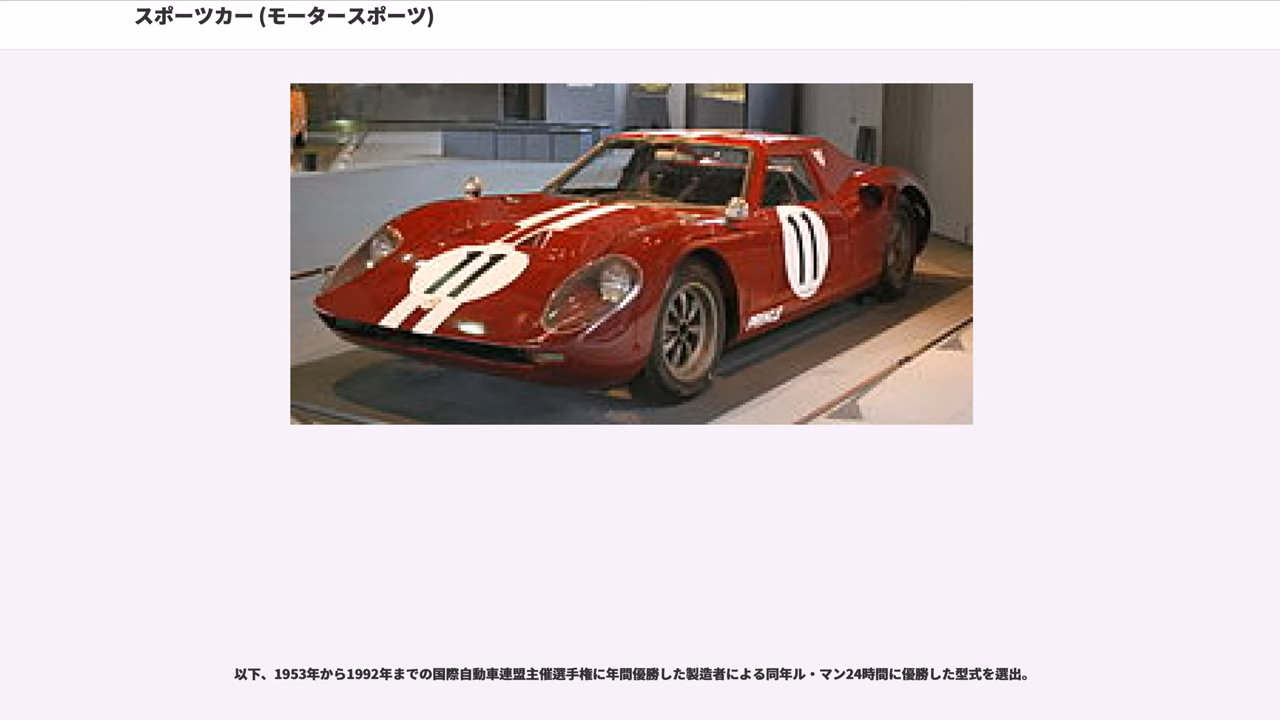 スポーツカー (モータースポーツ)
11
11
以下、1953年から1992年までの国際自動車連盟主催選手権に年間優勝した製造者による同年ル・マン24時間に優勝した型式を選出。